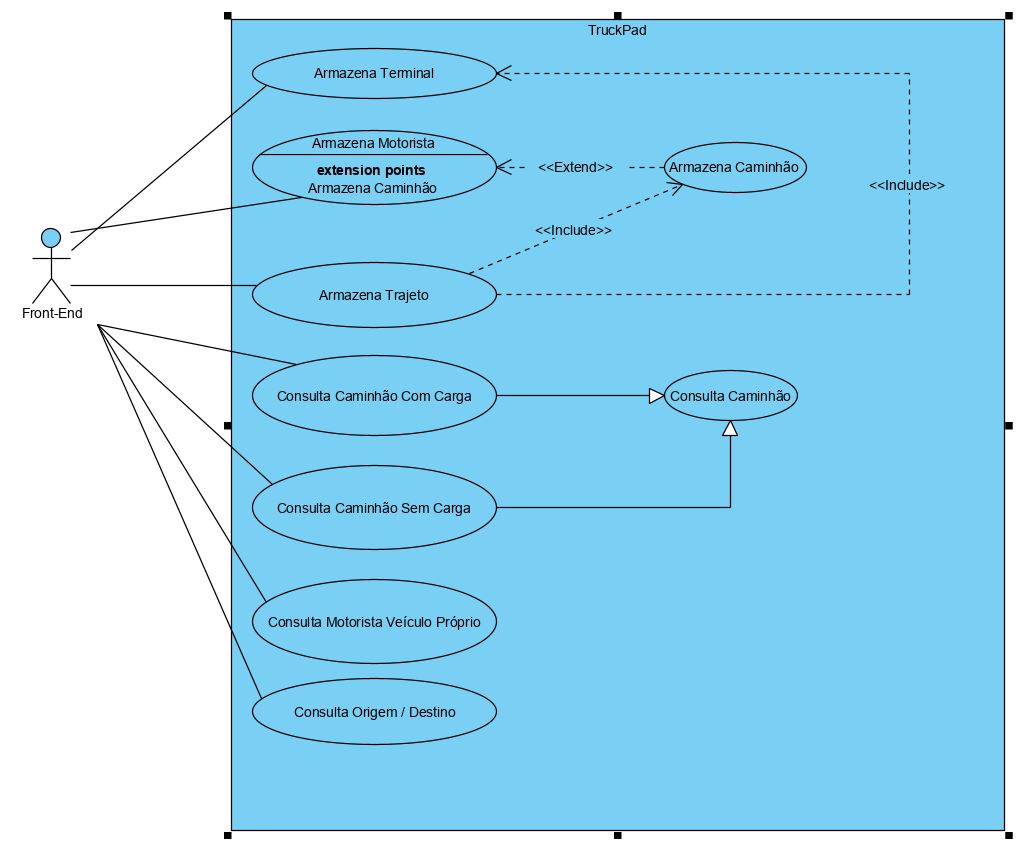 TruckPad
Armazena Terminal
Armazena Motorista
extension points
Armazena Caminhão
<<Extend>>
Armazena Caminhão
<<Include>>
<<Include>>
Armazena Trajeto
Front-End
Consulta Caminhão Com Carga
Consulta Caminhão
Consulta Caminhão Sem Carga
Consulta Motorista Veículo Próprio
Consulta Origem / Destino